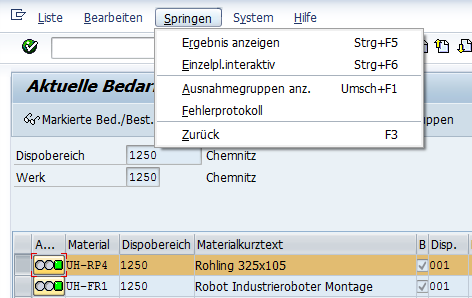 Liste Bearbeiten Springen System Hilfe
Ergebnis anzeigen Strg+F5
Einzelpl.interaktiv Strg+F6
Aktuelle Bedar
Ausnahmegruppen anz. Umsch+F1
Fehlerprotokoll
Markierte Bed./Best. ppen
Zurück F3
Dispobereich 1250 Chemnitz
Werk 1250 Chemnitz
A... Material Dispobereich Materialkurztext B Disp.
UH-RP4 1250 Rohling 325x105 001
UH-FR1 1250 Robot Industrieroboter Montage 001